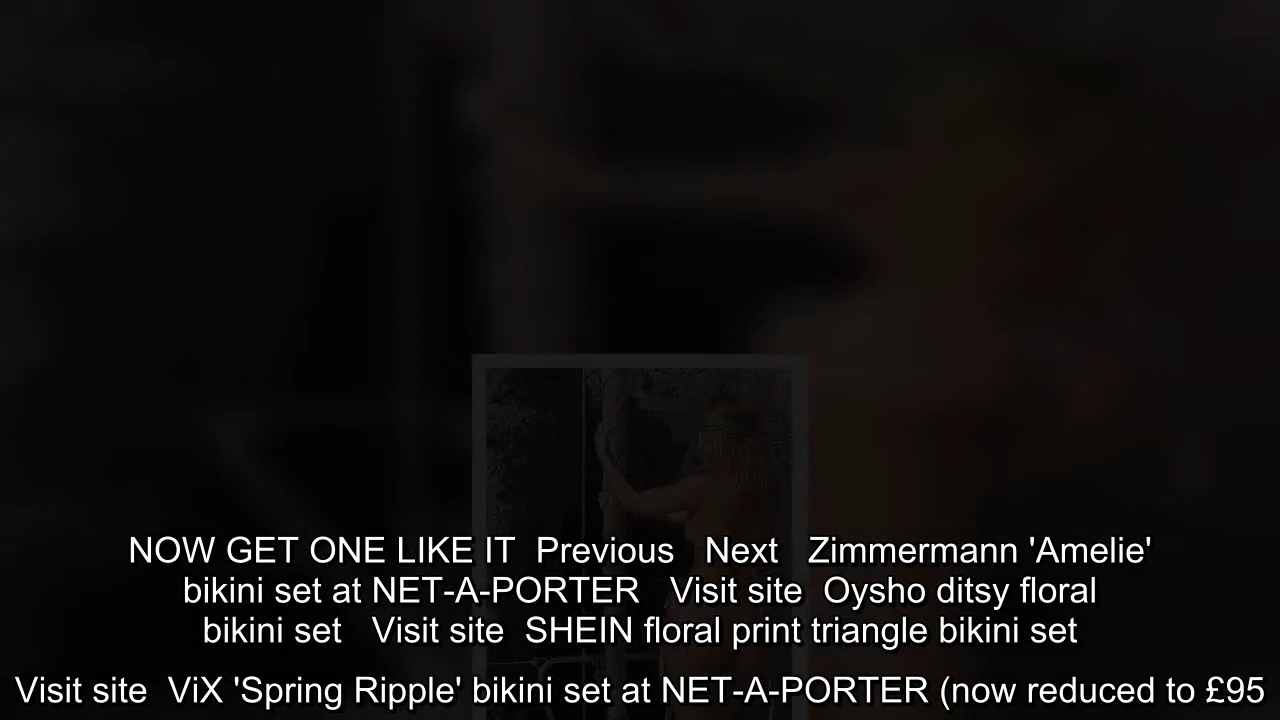 NOW GET ONE LIKE IT  Previous   Next   Zimmermann 'Amelie'
bikini set at NET-A-PORTER   Visit site  Oysho ditsy floral
bikini set   Visit site  SHEIN floral print triangle bikini set
Visit site  ViX 'Spring Ripple' bikini set at NET-A-PORTER (now reduced to £95